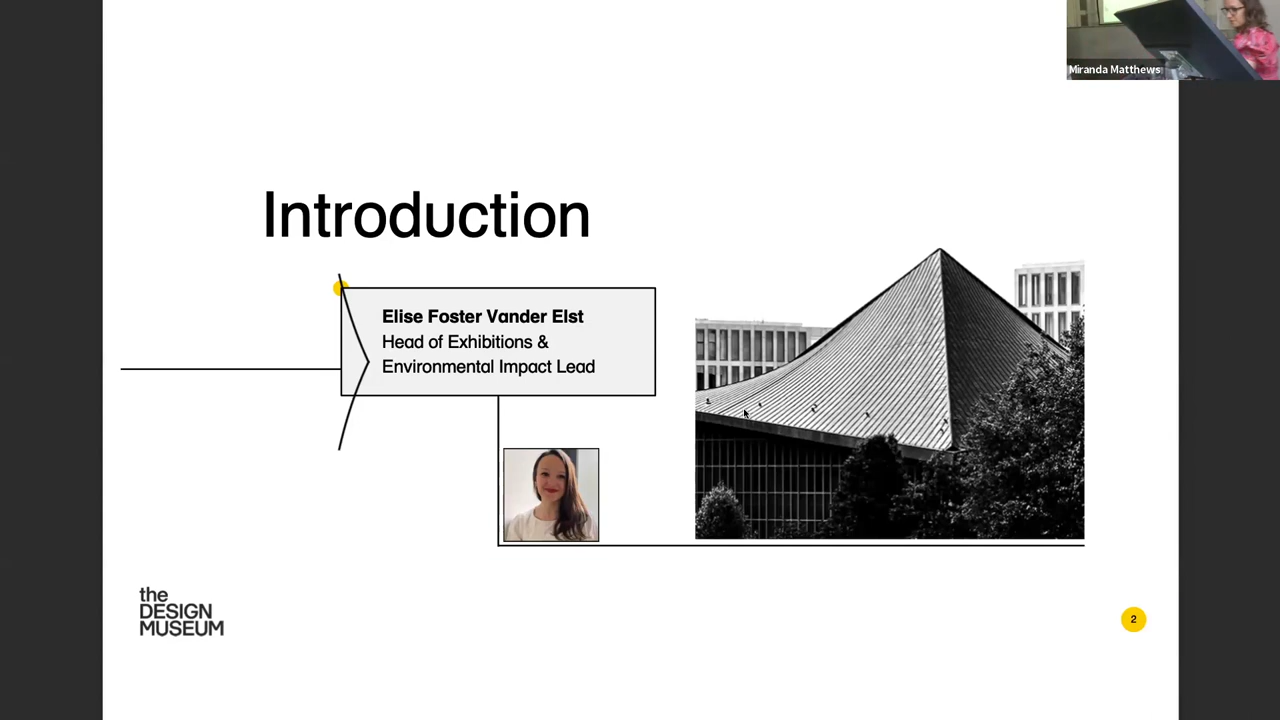 Miranda Matthews
Introduction
Elise Foster Vander Elst
Head of Exhibitions &
Environmental Impact Lead
the
DESIGN
MUSEUM
2